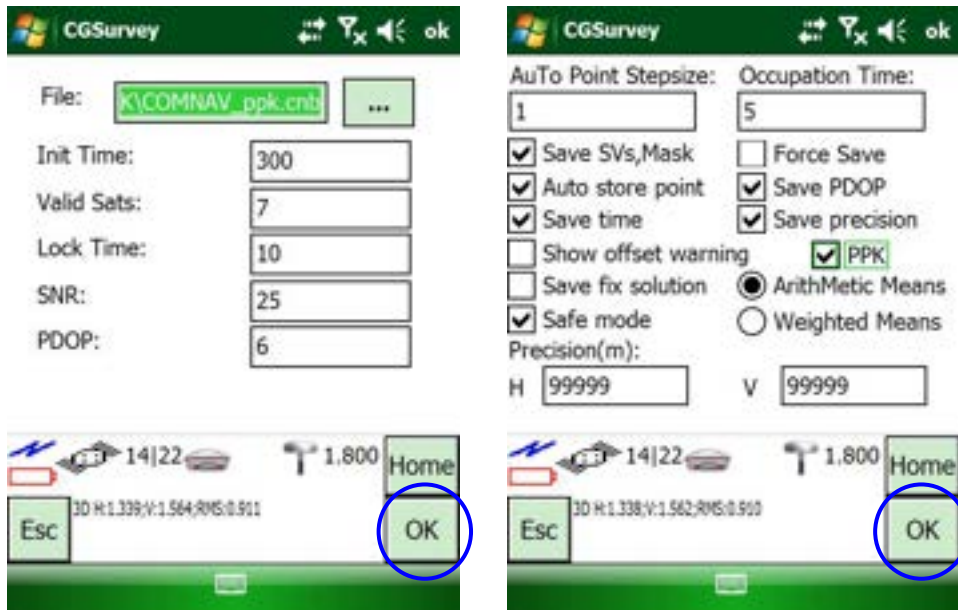 CGSurvey ok
File: K\COMNAV_ppk.cnb ...
Init Time: 300
Valid Sats: 7
Lock Time: 10
SNR: 25
PDOP: 6
14|22 1.800 Home
Esc 3D H:1.339;V:1.564;RMS:0.911 OK
CGSurvey ok
AuTo Point Stepsize: Occupation Time:
1 5
Save SVs,Mask Force Save
Auto store point Save PDOP
Save time Save precision
Show offset warning PPK
Save fix solution ArithMetic Means
Safe mode Weighted Means
Precision(m):
H 99999 V 99999
14|22 1.800 Home
Esc 3D H:1.338;V:1.562;RMS:0.910 OK